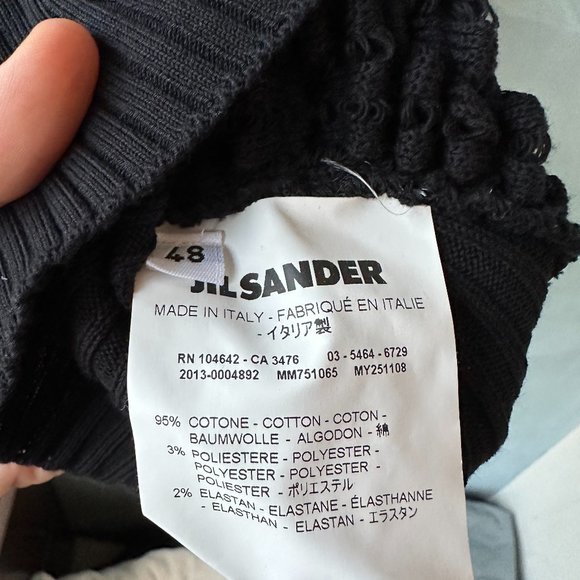 48
JIL SANDER
MADE IN ITALY - FABRIQUÉ EN ITALIE
- イタリア製
RN 104642 - CA 3476 03 - 5464 - 6729
2013-0004892 MM751065 MY251108
95% COTONE - COTTON - COTON -
BAUMWOLLE - ALGODON - 綿
3% POLIESTERE - POLYESTER -
POLYESTER - POLYESTER -
POLIESTER - ポリエステル
2% ELASTAN - ELASTANE - ÉLASTHANNE
- ELASTHAN - ELASTAN - エラスタン